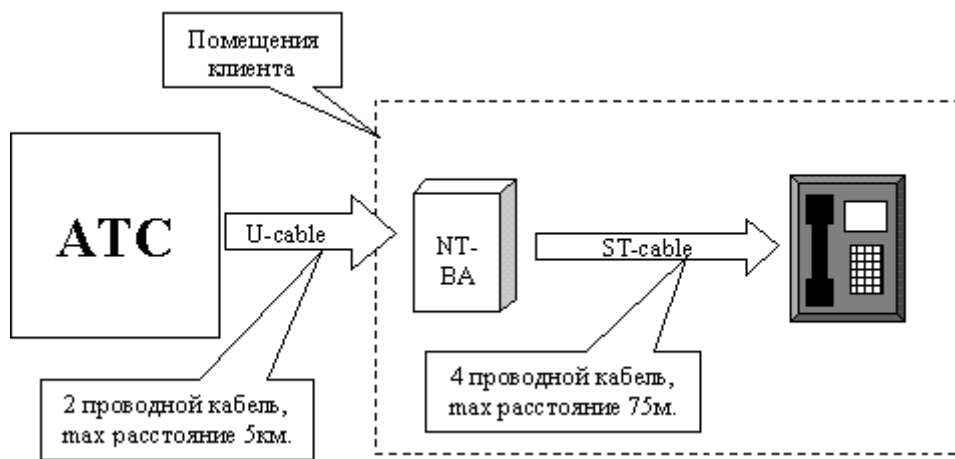 Помещения
клиента
АТС
U-cable
NT-
BA
ST-cable
2 проводной кабель,
max расстояние 5км.
4 проводной кабель,
max расстояние 75м.